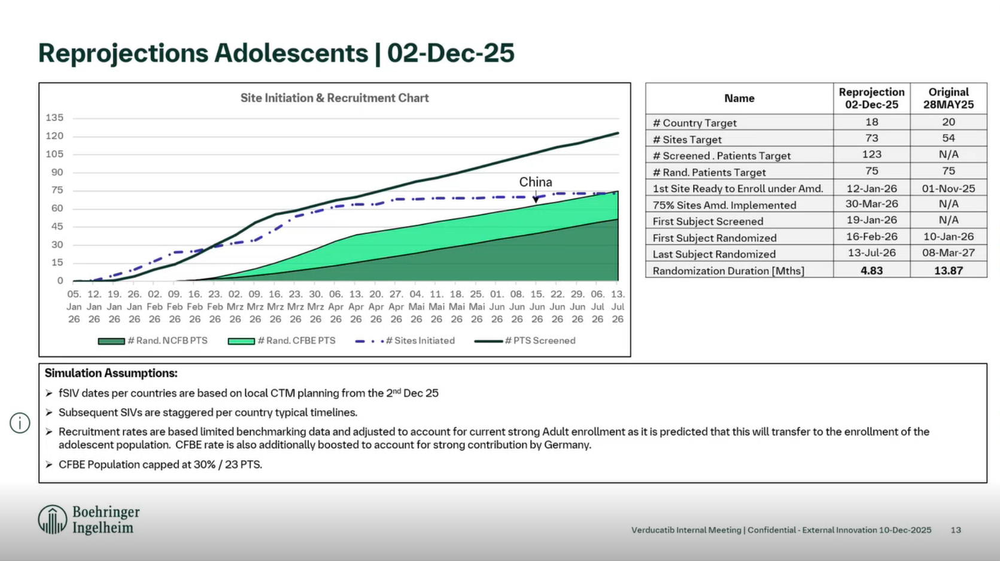 Reprojections Adolescents | 02-Dec-25
Site Initiation & Recruitment Chart
135
120
105
90
75
60
45
30
15
0
China
05. 12. 19. 26. 02. 09. 16. 23. 02. 09. 16. 23. 30. 06. 13. 20. 27. 04. 11. 18. 25. 01. 08. 15. 22. 29. 06. 13.
Jan Jan Jan Jan Feb Feb Feb Feb Mrz Mrz Mrz Mrz Mrz Apr Apr Apr Apr Mai Mai Mai Mai Jun Jun Jun Jun Jun Jul Jul
26 26 26 26 26 26 26 26 26 26 26 26 26 26 26 26 26 26 26 26 26 26 26 26 26 26 26 26
# Rand. NCFB PTS # Rand. CFBE PTS # Sites Initiated # PTS Screened
Name Reprojection 02-Dec-25 Original 28MAY25
# Country Target 18 20
# Sites Target 73 54
# Screened . Patients Target 123 N/A
# Rand. Patients Target 75 75
1st Site Ready to Enroll under Amd. 12-Jan-26 01-Nov-25
75% Sites Amd. Implemented 30-Mar-26 N/A
First Subject Screened 19-Jan-26 N/A
First Subject Randomized 16-Feb-26 10-Jan-26
Last Subject Randomized 13-Jul-26 08-Mar-27
Randomization Duration [Mths] 4.83 13.87
Simulation Assumptions:
➢ fSIV dates per countries are based on local CTM planning from the 2nd Dec 25
➢ Subsequent SIVs are staggered per country typical timelines.
➢ Recruitment rates are based limited benchmarking data and adjusted to account for current strong Adult enrollment as it is predicted that this will transfer to the enrollment of the
adolescent population. CFBE rate is also additionally boosted to account for strong contribution by Germany.
➢ CFBE Population capped at 30% / 23 PTS.
Boehringer
Ingelheim
Verducatib Internal Meeting | Confidential - External Innovation 10-Dec-2025 13